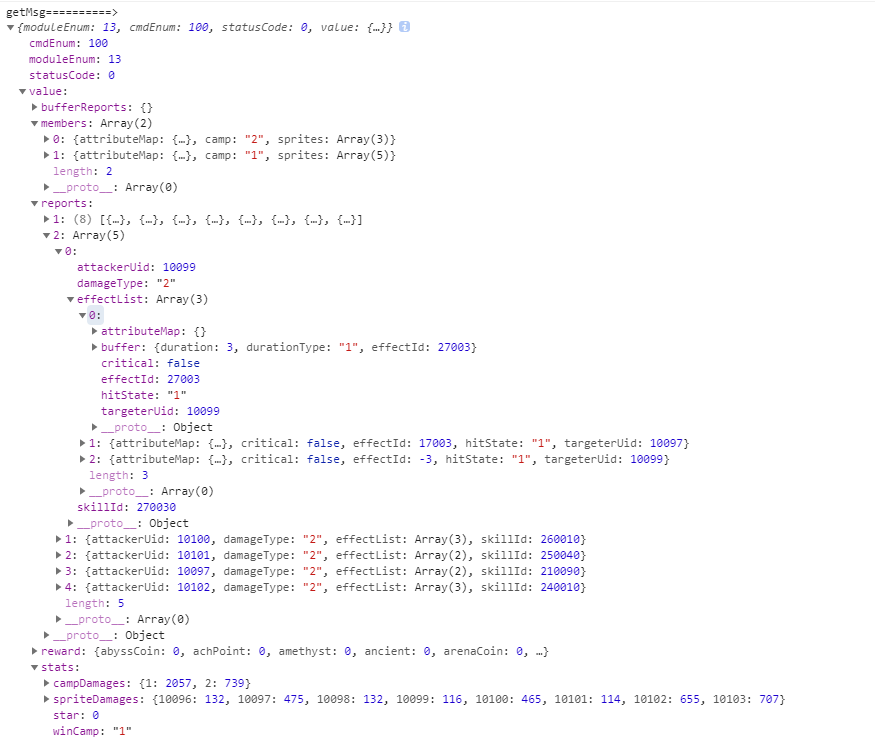 getMsg==========>
▼{moduleEnum: 13, cmdEnum: 100, statusCode: 0, value: {…}} i
cmdEnum: 100
moduleEnum: 13
statusCode: 0
▼value:
▶bufferReports: {}
▼members: Array(2)
▶0: {attributeMap: {…}, camp: "2", sprites: Array(3)}
▶1: {attributeMap: {…}, camp: "1", sprites: Array(5)}
length: 2
▶__proto__: Array(0)
▼reports:
▶1: (8) [{…}, {…}, {…}, {…}, {…}, {…}, {…}, {…}]
▼2: Array(5)
▼0:
attackerUid: 10099
damageType: "2"
▼effectList: Array(3)
▼0:
▶attributeMap: {}
▶buffer: {duration: 3, durationType: "1", effectId: 27003}
critical: false
effectId: 27003
hitState: "1"
targeterUid: 10099
▶__proto__: Object
▶1: {attributeMap: {…}, critical: false, effectId: 17003, hitState: "1", targeterUid: 10097}
▶2: {attributeMap: {…}, critical: false, effectId: -3, hitState: "1", targeterUid: 10099}
length: 3
▶__proto__: Array(0)
skillId: 270030
▶__proto__: Object
▶1: {attackerUid: 10100, damageType: "2", effectList: Array(3), skillId: 260010}
▶2: {attackerUid: 10101, damageType: "2", effectList: Array(2), skillId: 250040}
▶3: {attackerUid: 10097, damageType: "2", effectList: Array(2), skillId: 210090}
▶4: {attackerUid: 10102, damageType: "2", effectList: Array(3), skillId: 240010}
length: 5
▶__proto__: Array(0)
▶__proto__: Object
▶reward: {abyssCoin: 0, achPoint: 0, amethyst: 0, ancient: 0, arenaCoin: 0, …}
▼stats:
▶campDamages: {1: 2057, 2: 739}
▶spriteDamages: {10096: 132, 10097: 475, 10098: 132, 10099: 116, 10100: 465, 10101: 114, 10102: 655, 10103: 707}
star: 0
winCamp: "1"